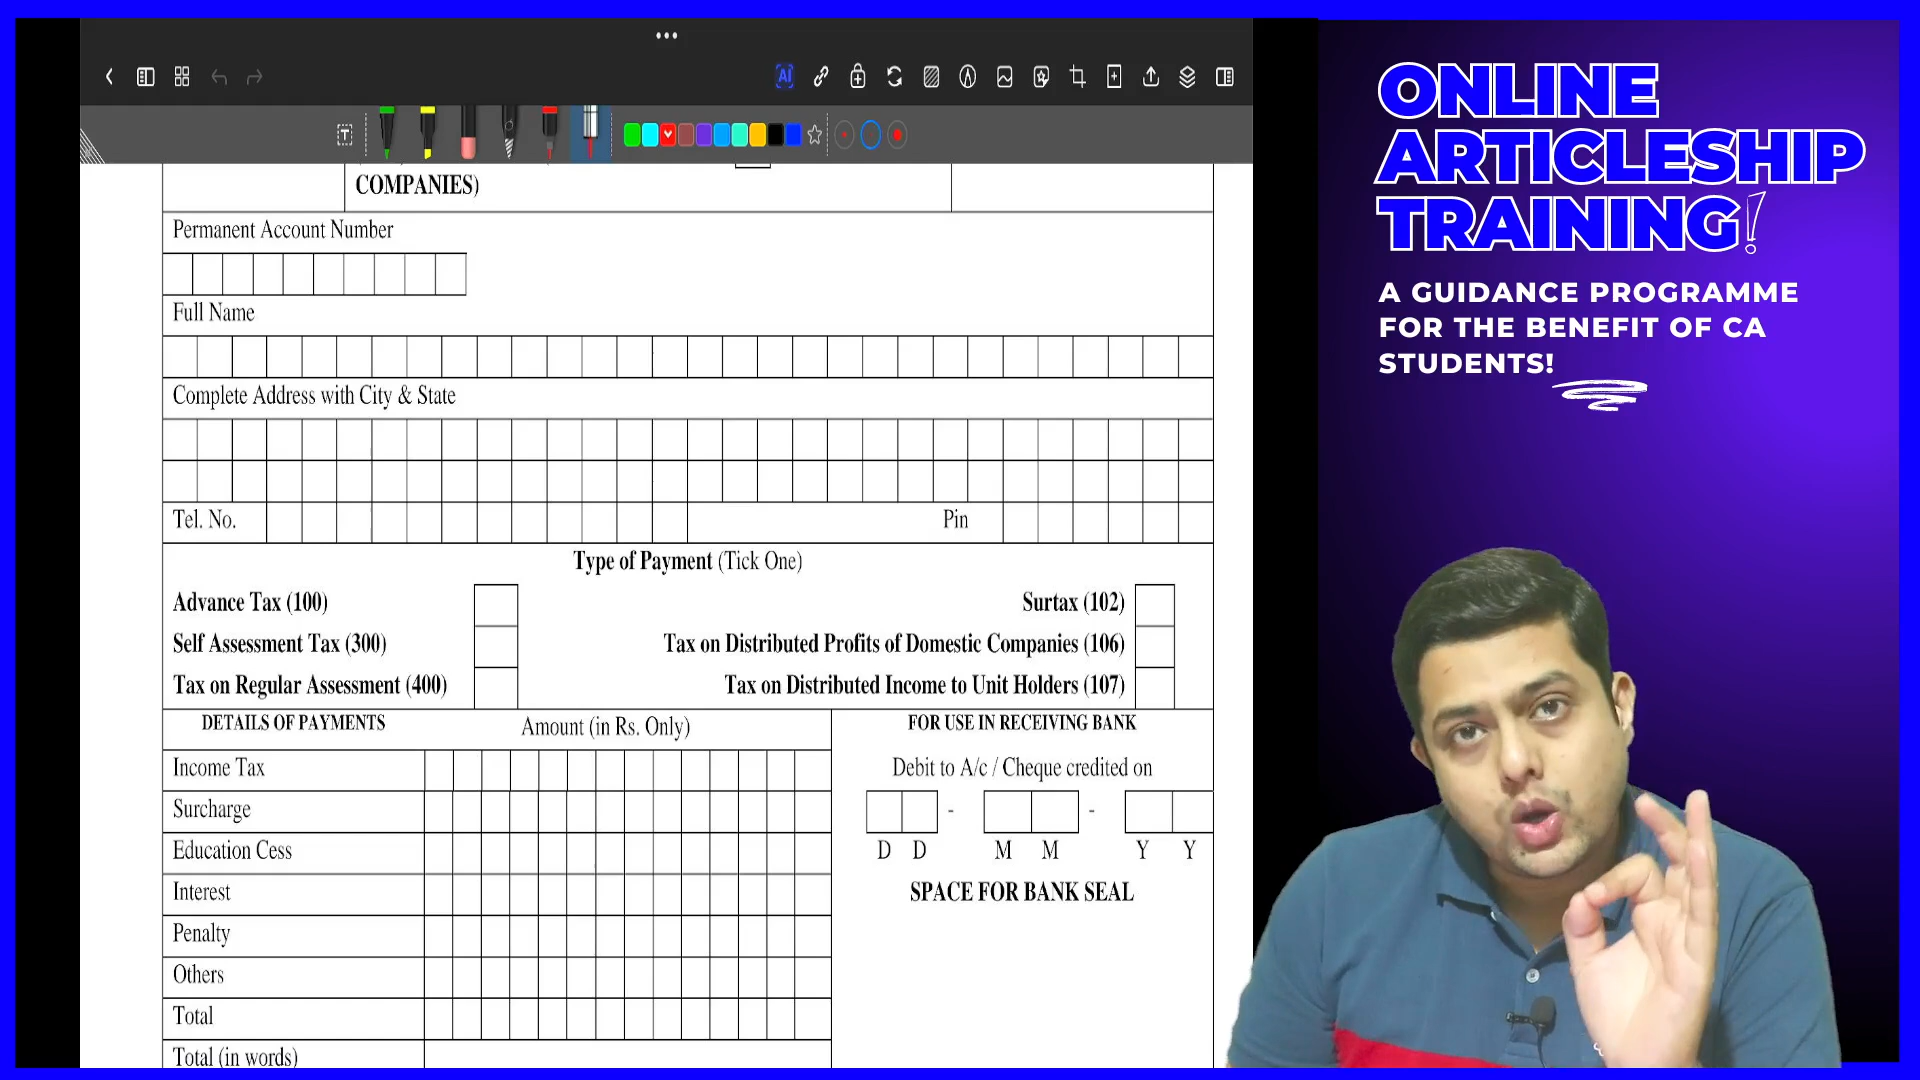 AI
T
COMPANIES)
Permanent Account Number
Full Name
Complete Address with City & State
Tel. No.
Pin
Type of Payment (Tick One)
Advance Tax (100)
Surtax (102)
Self Assessment Tax (300)
Tax on Distributed Profits of Domestic Companies (106)
Tax on Regular Assessment (400)
Tax on Distributed Income to Unit Holders (107)
DETAILS OF PAYMENTS
Amount (in Rs. Only)
FOR USE IN RECEIVING BANK
Income Tax
Debit to A/c / Cheque credited on
Surcharge
- -
Education Cess
D D M M Y Y
Interest
SPACE FOR BANK SEAL
Penalty
Others
Total
Total (in words)
ONLINE
ARTICLESHIP
TRAINING!
A GUIDANCE PROGRAMME
FOR THE BENEFIT OF CA
STUDENTS!